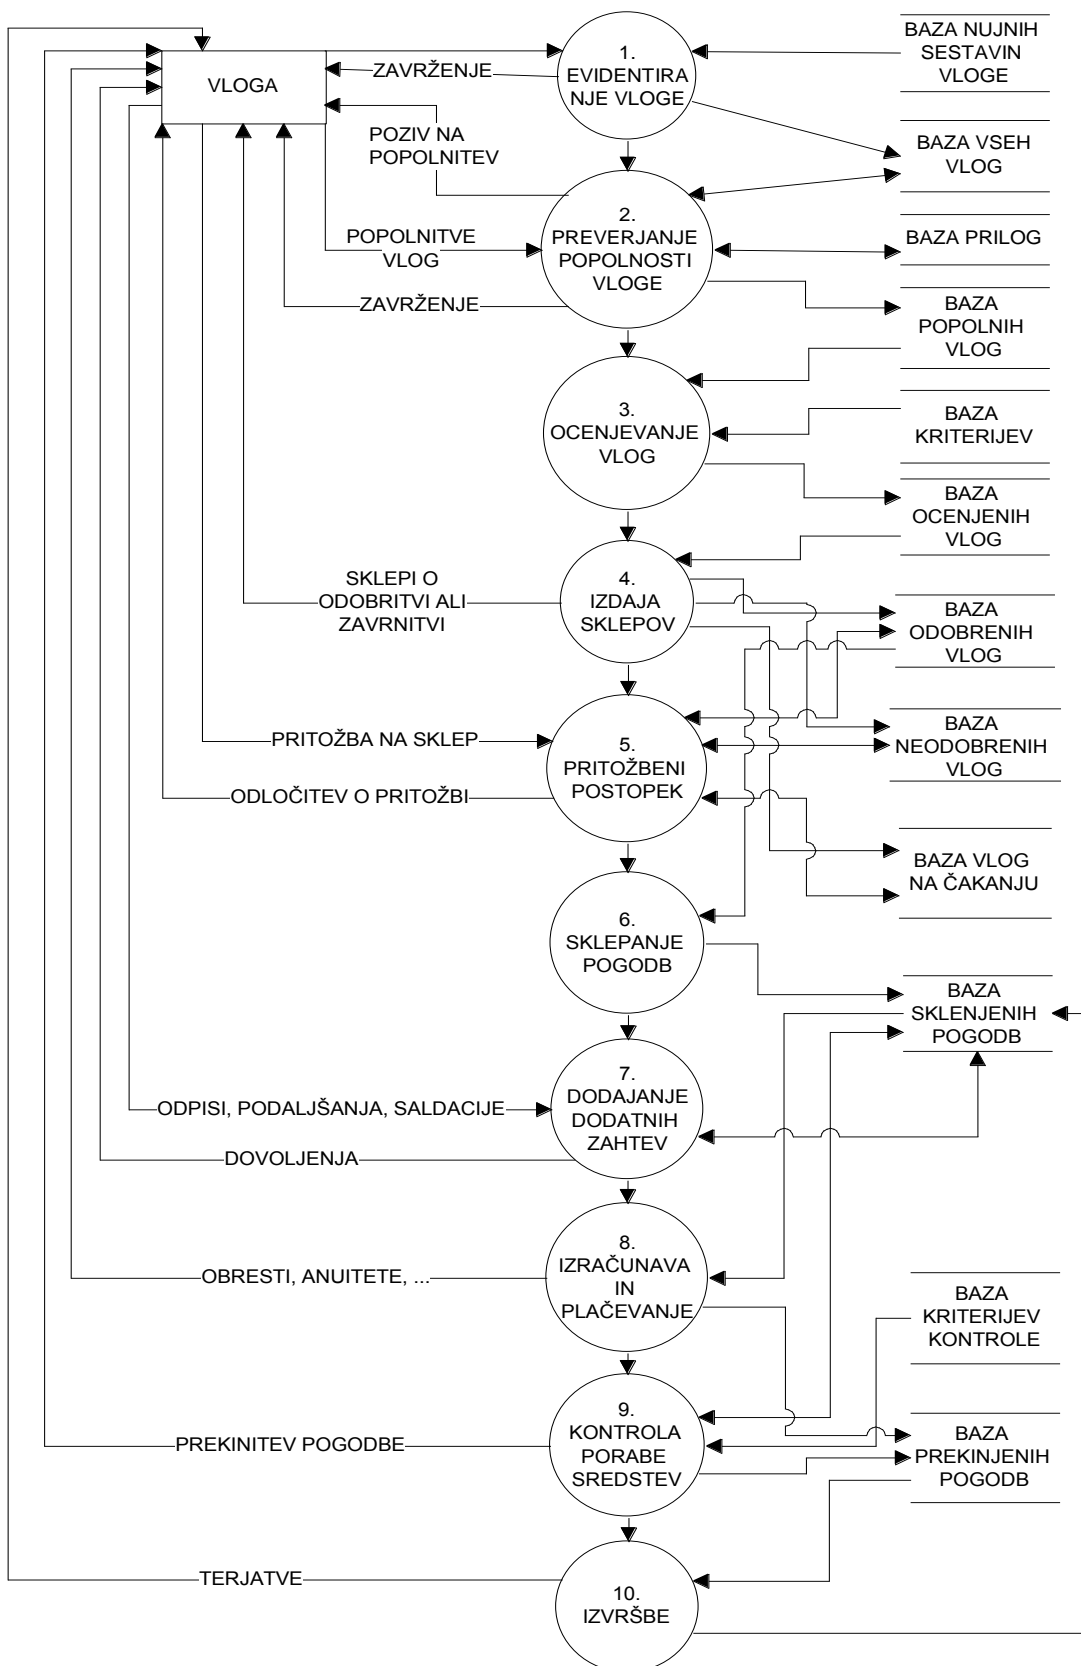 1.
EVIDENTIRA
NJE VLOGE
BAZA NUJNIH
SESTAVIN
VLOGE
VLOGA
ZAVRŽENJE
POZIV NA
POPOLNITEV
BAZA VSEH
VLOG
2.
PREVERJANJE
POPOLNOSTI
VLOGE
POPOLNITVE
VLOG
BAZA PRILOG
ZAVRŽENJE
BAZA
POPOLNIH
VLOG
3.
OCENJEVANJE
VLOG
BAZA
KRITERIJEV
BAZA
OCENJENIH
VLOG
4.
IZDAJA
SKLEPOV
SKLEPI O
ODOBRITVI ALI
ZAVRNITVI
BAZA
ODOBRENIH
VLOG
5.
PRITOŽBENI
POSTOPEK
PRITOŽBA NA SKLEP
BAZA
NEODOBRENIH
VLOG
ODLOČITEV O PRITOŽBI
BAZA VLOG
NA ČAKANJU
6.
SKLEPANJE
POGODB
BAZA
SKLENJENIH
POGODB
7.
DODAJANJE
DODATNIH
ZAHTEV
ODPISI, PODALJŠANJA, SALDACIJE
DOVOLJENJA
8.
IZRAČUNAVA
IN
PLAČEVANJE
OBRESTI, ANUITETE, ...
BAZA
KRITERIJEV
KONTROLE
9.
KONTROLA
PORABE
SREDSTEV
PREKINITEV POGODBE
BAZA
PREKINJENIH
POGODB
TERJATVE
10.
IZVRŠBE